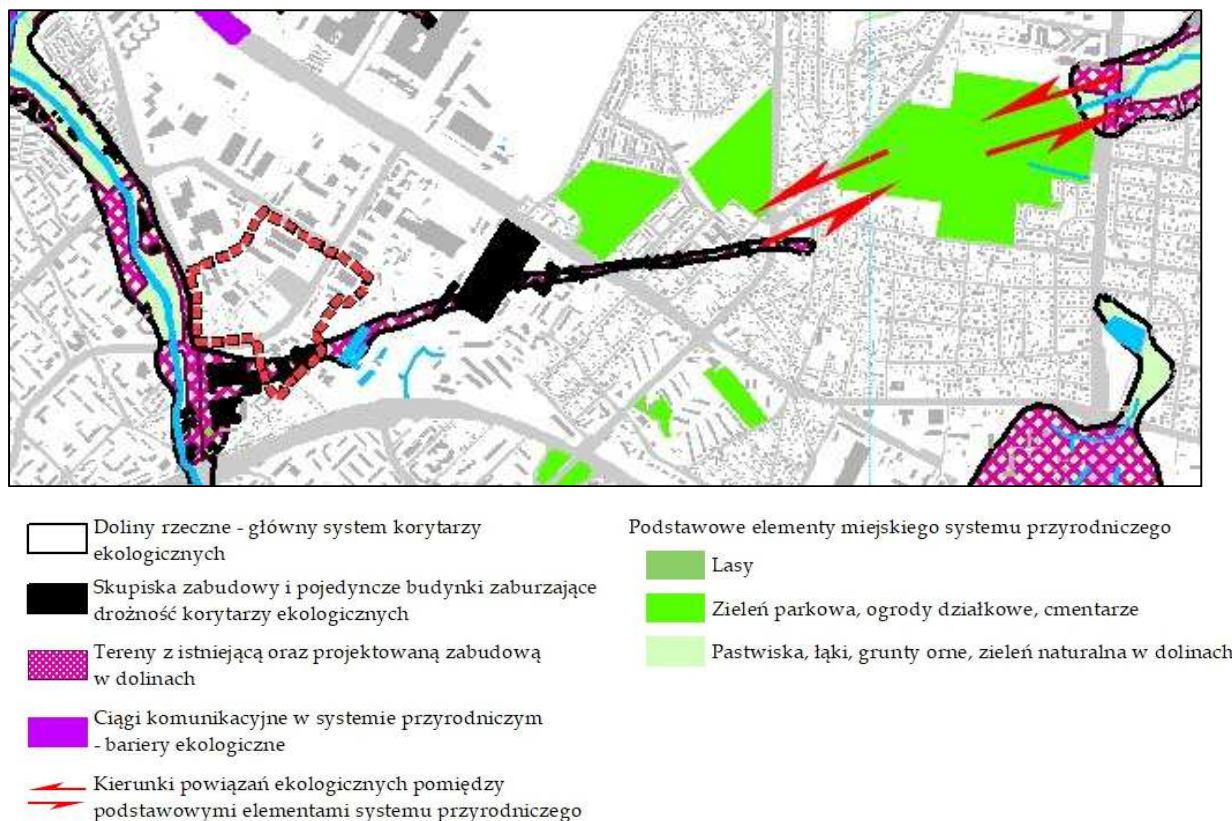 Doliny rzeczne - główny system korytarzy
ekologicznych
Skupiska zabudowy i pojedyncze budynki zaburzające
drożność korytarzy ekologicznych
Tereny z istniejącą oraz projektowaną zabudową
w dolinach
Ciągi komunikacyjne w systemie przyrodniczym
- bariery ekologiczne
Kierunki powiązań ekologicznych pomiędzy
podstawowymi elementami systemu przyrodniczego
Podstawowe elementy miejskiego systemu przyrodniczego
Lasy
Zieleń parkowa, ogrody działkowe, cmentarze
Pastwiska, łąki, grunty orne, zieleń naturalna w dolinach